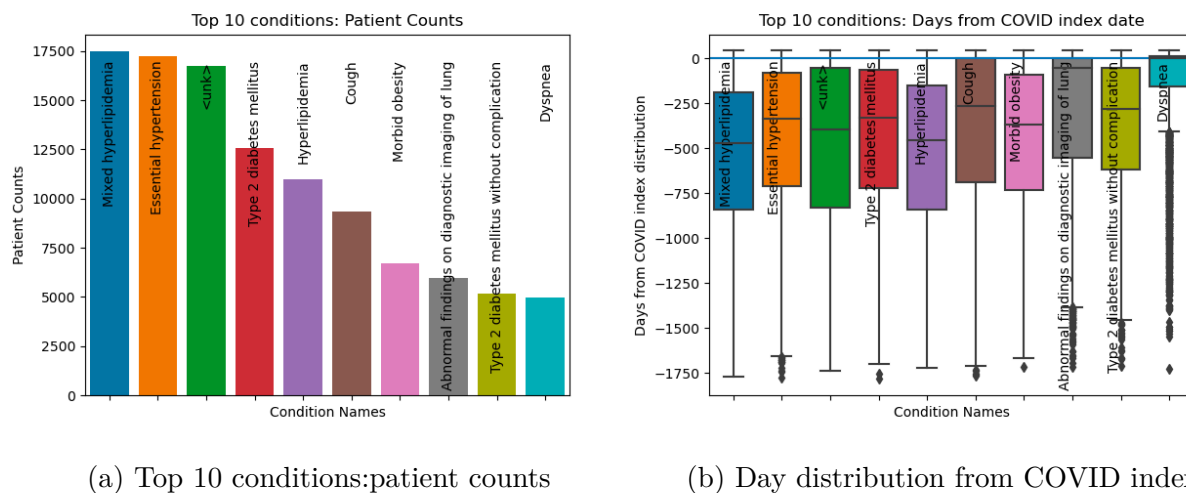 Top 10 conditions: Patient Counts
Patient Counts
17500
15000
12500
10000
7500
5000
2500
0
Mixed hyperlipidemia
Essential hypertension
<unk>
Type 2 diabetes mellitus
Hyperlipidemia
Cough
Morbid obesity
Abnormal findings on diagnostic imaging of lung
Type 2 diabetes mellitus without complication
Dyspnea
Condition Names
(a) Top 10 conditions:patient counts
Top 10 conditions: Days from COVID index date
Days from COVID index distribution
0
−250
−500
−750
−1000
−1250
−1500
−1750
Mixed hyperlipidemia
Essential hypertension
<unk>
Type 2 diabetes mellitus
Hyperlipidemia
Cough
Morbid obesity
Abnormal findings on diagnostic imaging of lung
Type 2 diabetes mellitus without complication
Dyspnea
Condition Names
(b) Day distribution from COVID index